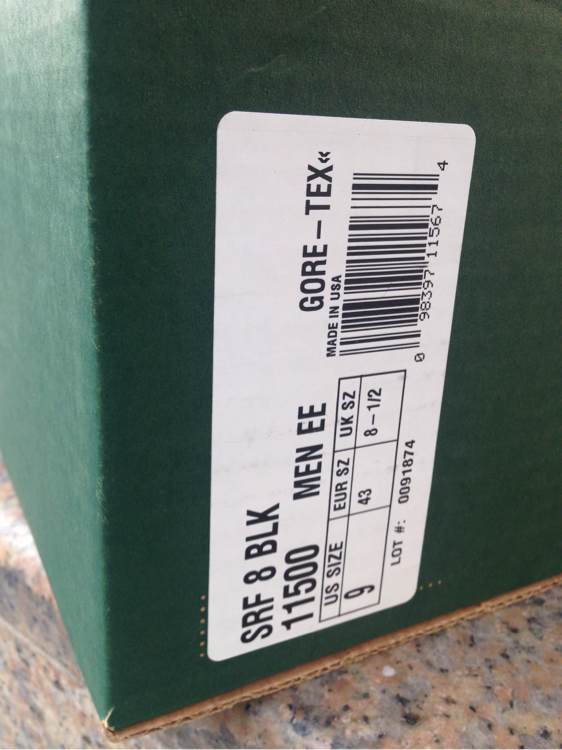 SRF 8 BLK
11500 MEN EE GORE-TEX«
MADE IN USA
US SIZE EUR SZ UK SZ
9 43 8-1/2
0 98397 11567 4
LOT #: 0091874